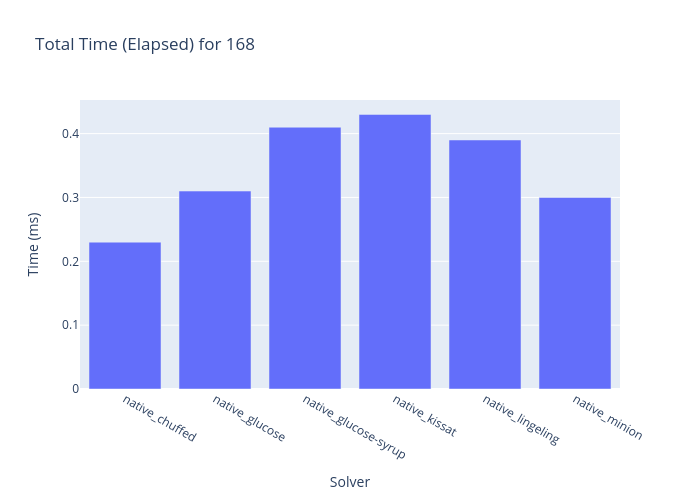 Total Time (Elapsed) for 168
Time (ms)
0.4
0.3
0.2
0.1
0
native_chuffed
native_glucose
native_glucose-syrup
native_kissat
native_lingeling
native_minion
Solver